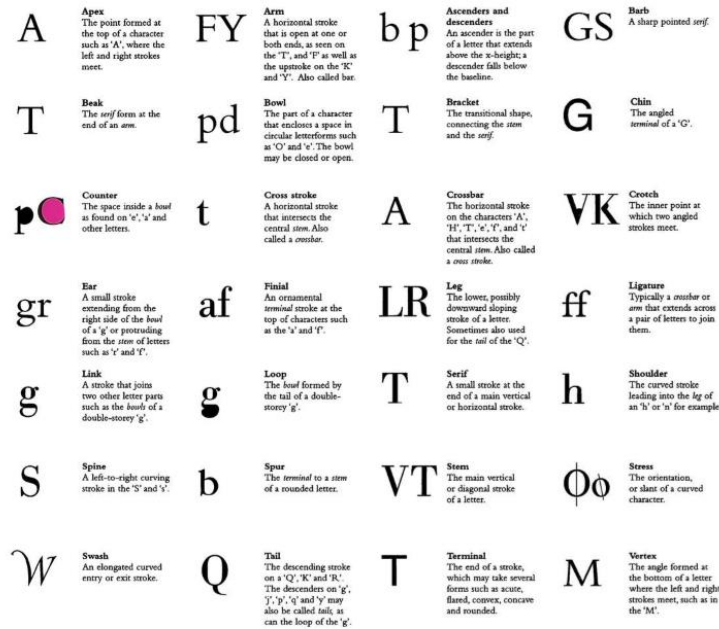 A
Apex
The point formed at
the top of a character
such as 'A', where the
left and right strokes
meet.
FY
Arm
A horizontal stroke
that is open at one or
both ends, as seen on
the 'T', and 'F' as well as
the upstroke on the 'K'
and 'Y'. Also called bar.
b p
Ascenders and
descenders
An ascender is the part
of a letter that extends
above the x-height; a
descender falls below
the baseline.
GS
Barb
A sharp pointed serif.
T
Beak
The serif form at the
end of an arm.
pd
Bowl
The part of a character
that encloses a space in
circular letterforms such
as 'O' and 'e'. The bowl
may be closed or open.
T
Bracket
The transitional shape,
connecting the stem
and the serif.
G
Chin
The angled
terminal of a 'G'.
pC
Counter
The space inside a bowl
as found on 'e', 'a' and
other letters.
t
Cross stroke
A horizontal stroke
that intersects the
central stem. Also
called a crossbar.
A
Crossbar
The horizontal stroke
on the characters 'A',
'H', 'T', 'e', 'f', and 't'
that intersects the
central stem. Also called
a cross stroke.
VK
Crotch
The inner point at
which two angled
strokes meet.
gr
Ear
A small stroke
extending from the
right side of the bowl
of a 'g' or protruding
from the stem of letters
such as 'r' and 'f'.
af
Finial
An ornamental
terminal stroke at the
top of characters such
as the 'a' and 'f'.
LR
Leg
The lower, possibly
downward sloping
stroke of a letter.
Sometimes also used
for the tail of the 'Q'.
ff
Ligature
Typically a crossbar or
arm that extends across
a pair of letters to join
them.
g
Link
A stroke that joins
two other letter parts
such as the bowls of a
double-storey 'g'.
g
Loop
The bowl formed by
the tail of a double-
storey 'g'.
T
Serif
A small stroke at the
end of a main vertical
or horizontal stroke.
h
Shoulder
The curved stroke
leading into the leg of
an 'h' or 'n' for example
S
Spine
A left-to-right curving
stroke in the 'S' and 's'.
b
Spur
The terminal to a stem
of a rounded letter.
VT
Stem
The main vertical
or diagonal stroke
of a letter.
Oo
Stress
The orientation,
or slant of a curved
character.
W
Swash
An elongated curved
entry or exit stroke.
Q
Tail
The descending stroke
on a 'Q', 'K' and 'R'.
The descenders on 'g',
'j', 'p', 'q' and 'y' may
also be called tails, as
can the loop of the 'g'.
T
Terminal
The end of a stroke,
which may take several
forms such as acute,
flared, convex, concave
and rounded.
M
Vertex
The angle formed at
the bottom of a letter
where the left and right
strokes meet, such as in
the 'M'.